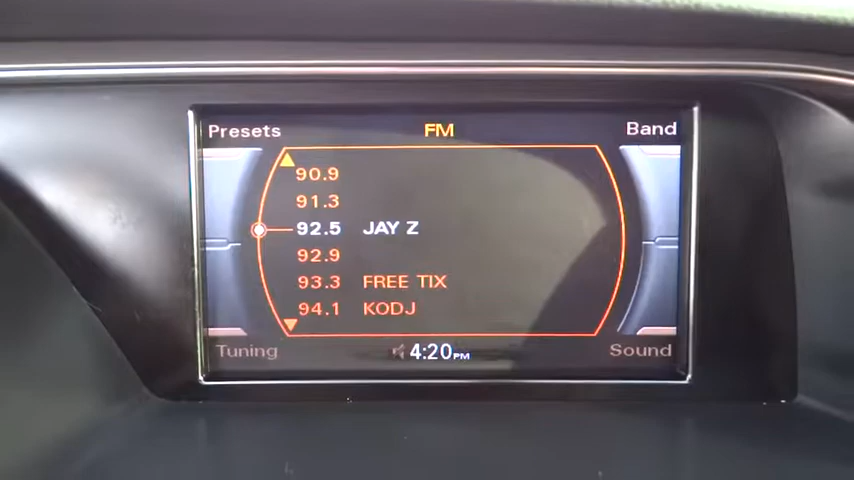 Presets FM Band
90.9
91.3
92.5 JAY Z
92.9
93.3 FREE TIX
94.1 KODJ
Tuning 4:20PM Sound